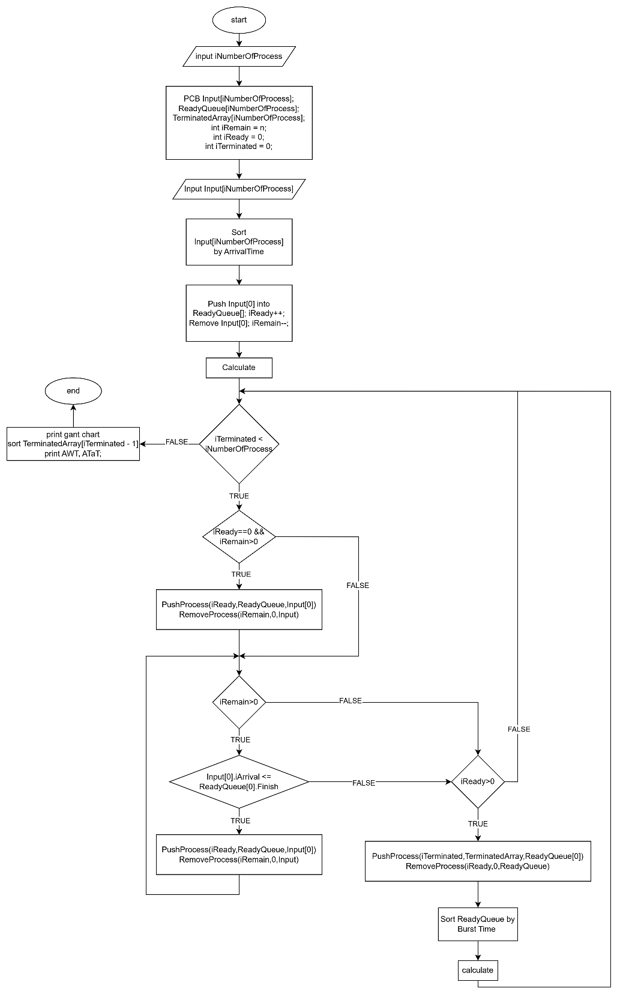 start
input iNumberOfProcess
PCB Input[iNumberOfProcess];
ReadyQueue[iNumberOfProcess];
TerminatedArray[iNumberOfProcess];
int iRemain = n;
int iReady = 0;
int iTerminated = 0;
Input Input[iNumberOfProcess]
Sort
Input[iNumberOfProcess]
by ArrivalTime
Push Input[0] into
ReadyQueue[]; iReady++;
Remove Input[0]; iRemain--;
Calculate
end
print gant chart
sort TerminatedArray[iTerminated - 1]
print AWT, ATaT;
FALSE
iTerminated <
iNumberOfProcess
TRUE
iReady==0 &&
iRemain>0
TRUE
FALSE
PushProcess(iReady,ReadyQueue,Input[0])
RemoveProcess(iRemain,0,Input)
iRemain>0
FALSE
TRUE
FALSE
Input[0].iArrival <=
ReadyQueue[0].Finish
FALSE
iReady>0
TRUE
TRUE
PushProcess(iReady,ReadyQueue,Input[0])
RemoveProcess(iRemain,0,Input)
PushProcess(iTerminated,TerminatedArray,ReadyQueue[0])
RemoveProcess(iReady,0,ReadyQueue)
Sort ReadyQueue by
Burst Time
calculate